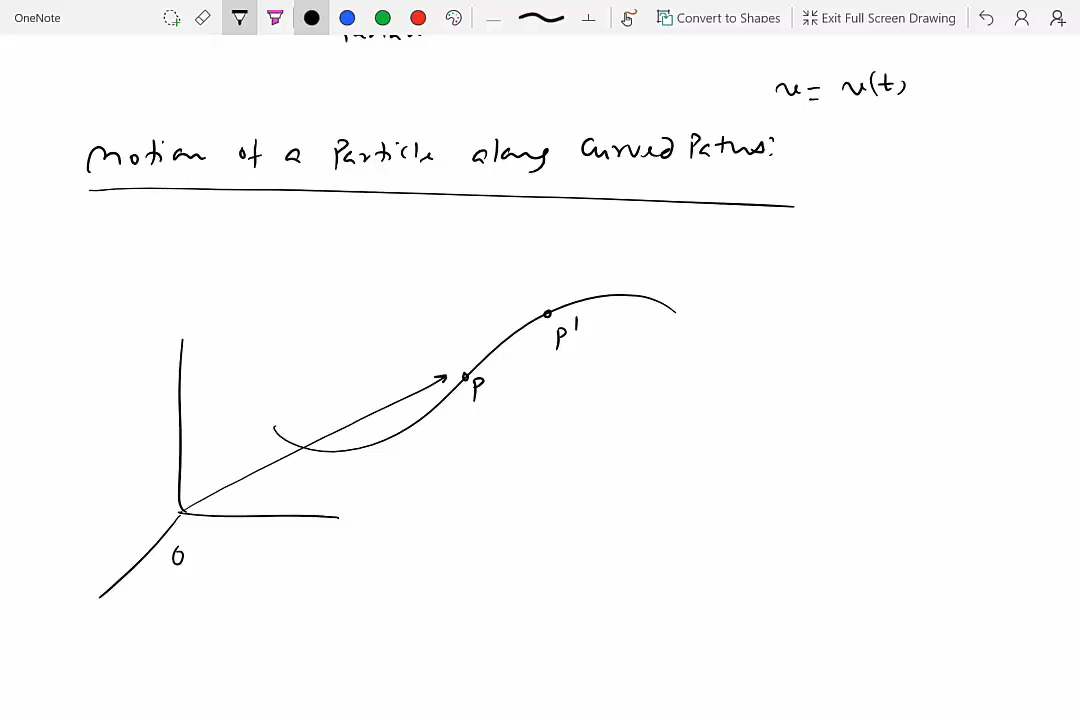 OneNote
Convert to Shapes
Exit Full Screen Drawing
x = x(t)
Motion of a Particle along Curved Paths:
P'
P
O